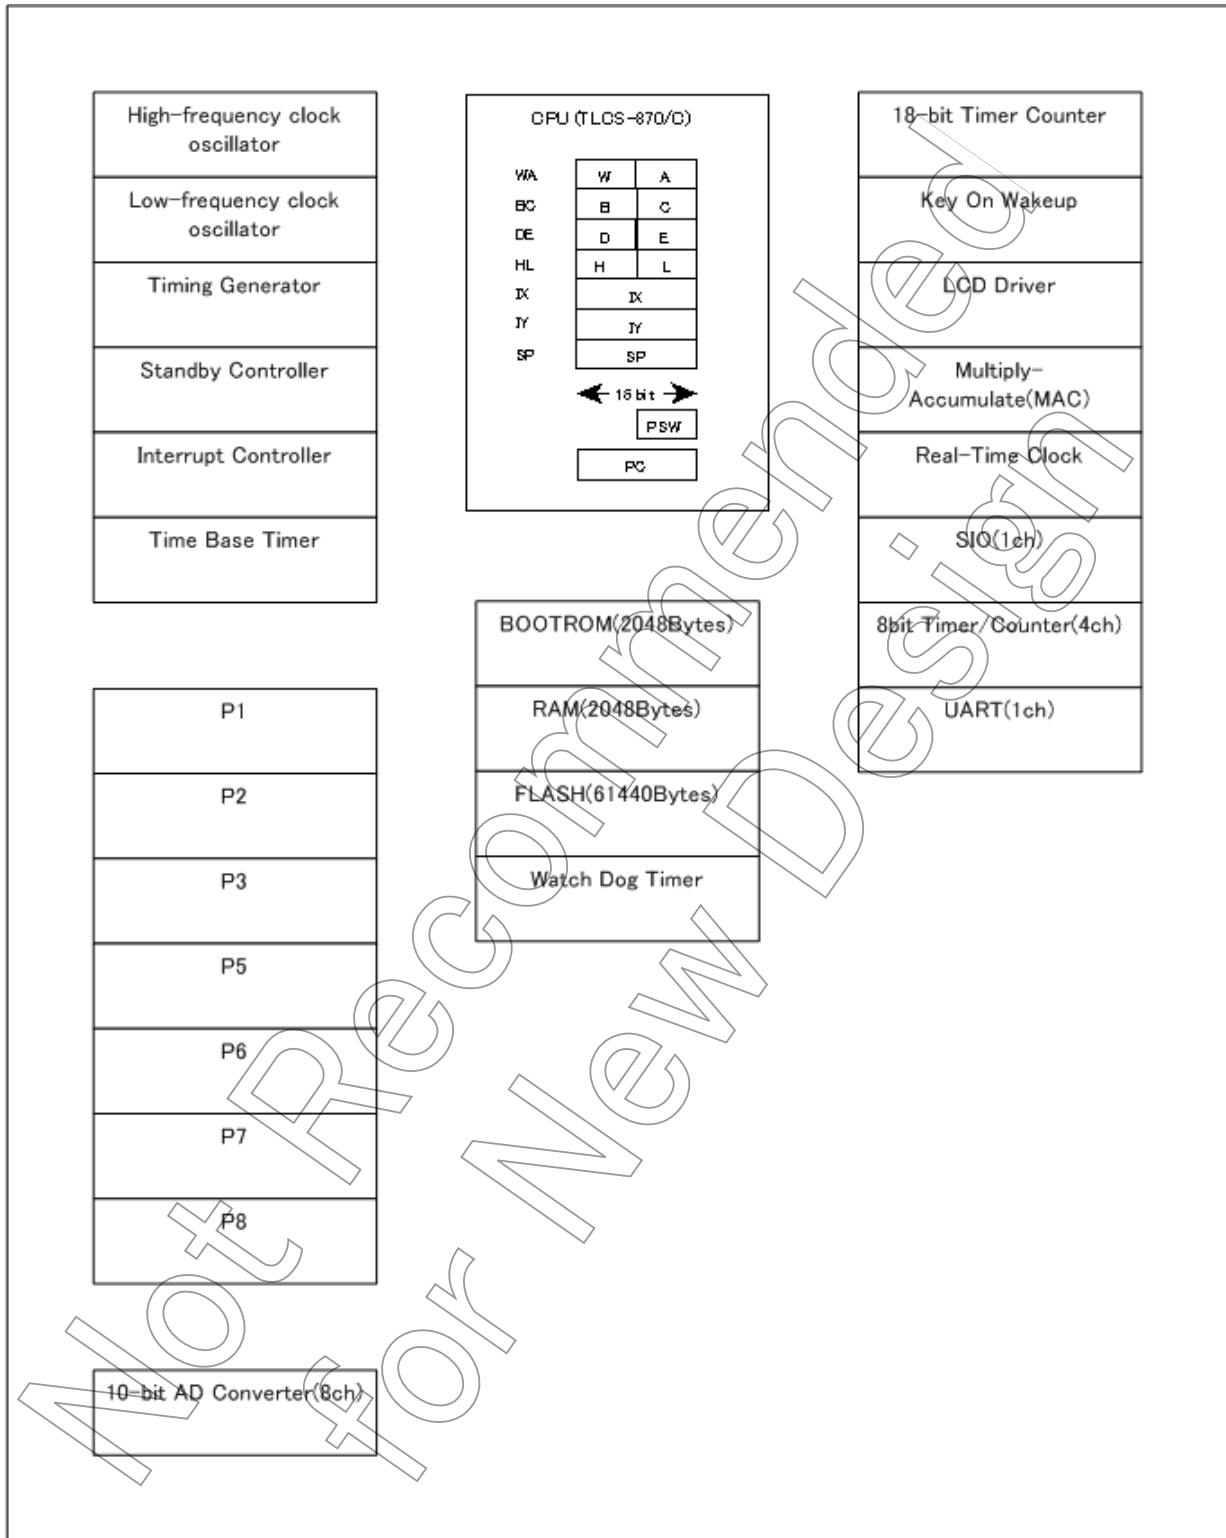 High-frequency clock
oscillator
Low-frequency clock
oscillator
Timing Generator
Standby Controller
Interrupt Controller
Time Base Timer
P1
P2
P3
P5
P6
P7
P8
10-bit AD Converter(8ch)
CPU (TLCS-870/C)
WA W A
BC B C
DE D E
HL H L
IX IX
IY IY
SP SP
16 bit
PSW
PC
BOOTROM(2048Bytes)
RAM(2048Bytes)
FLASH(61440Bytes)
Watch Dog Timer
18-bit Timer Counter
Key On Wakeup
LCD Driver
Multiply-
Accumulate(MAC)
Real-Time Clock
SIO(1ch)
8bit Timer/Counter(4ch)
UART(1ch)
Not Recommended
for New Design